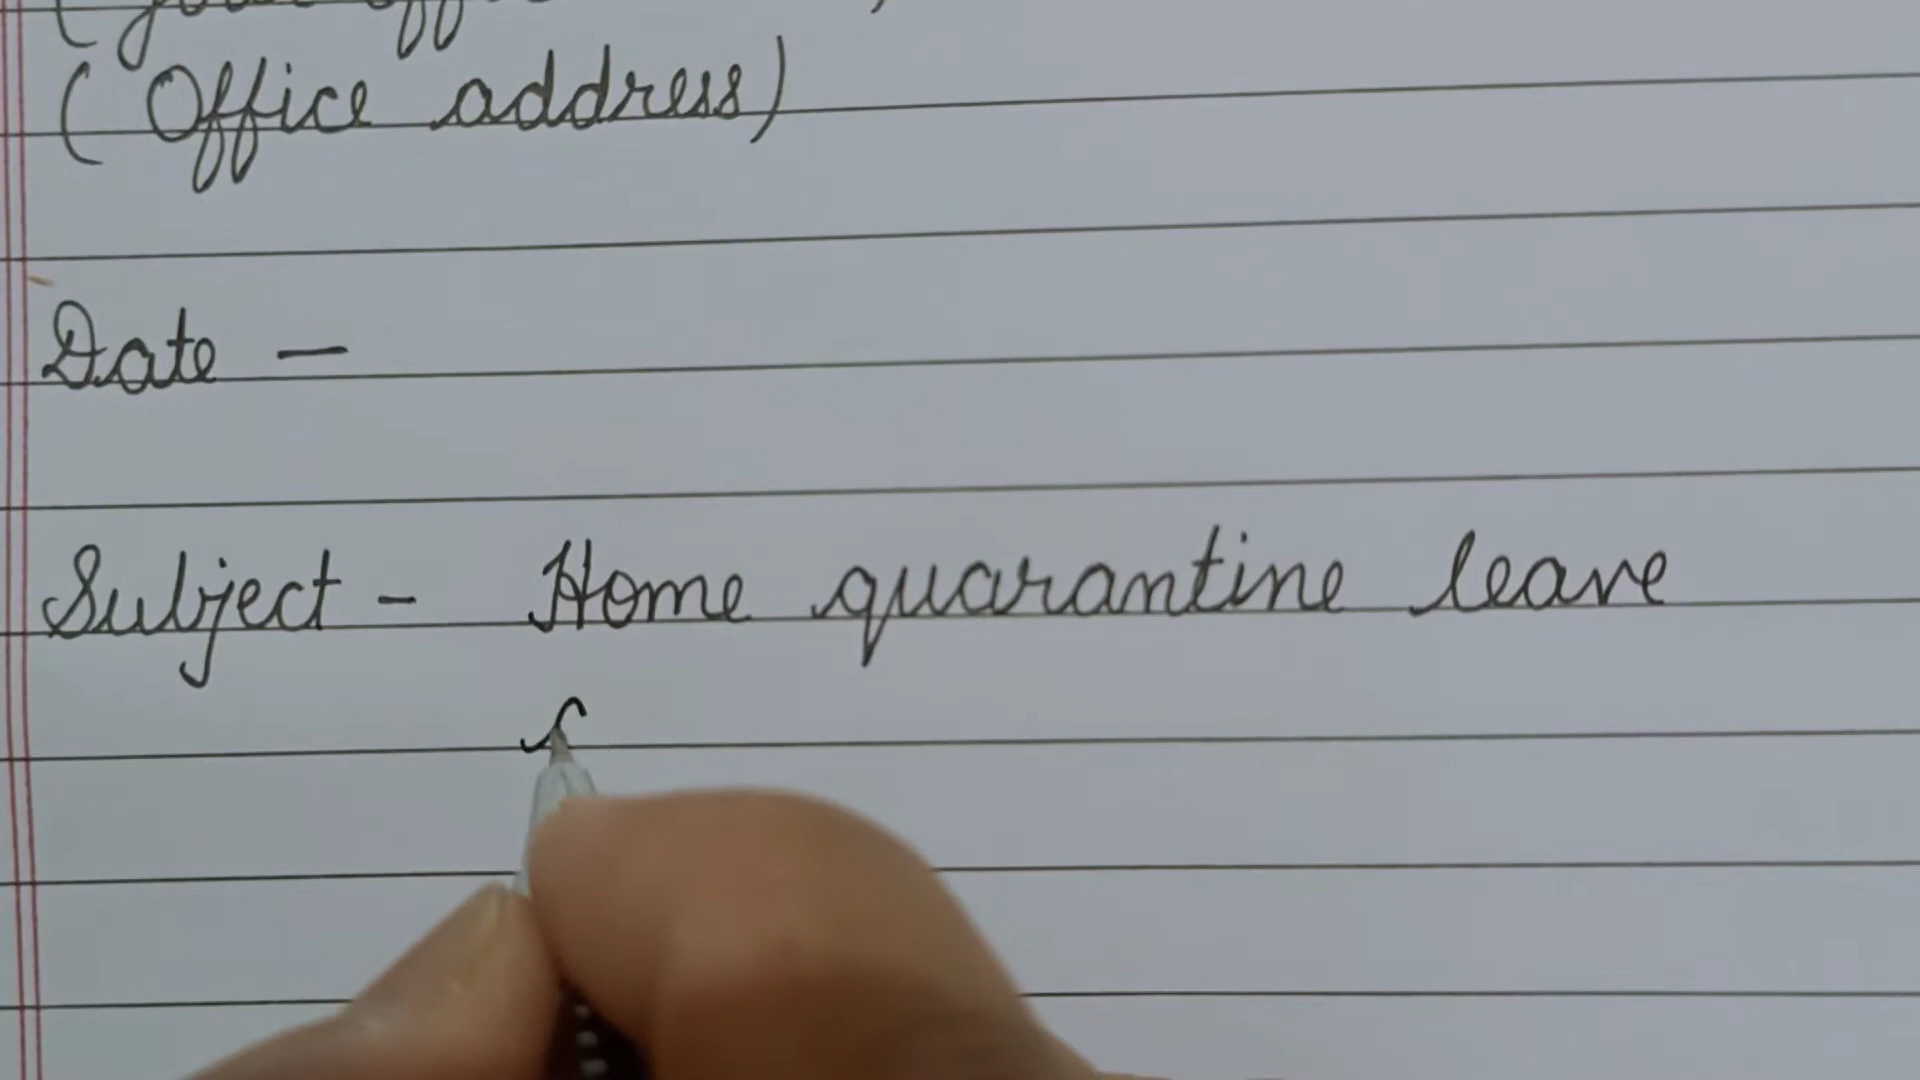 (Office address)
Date -
Subject - Home quarantine leave